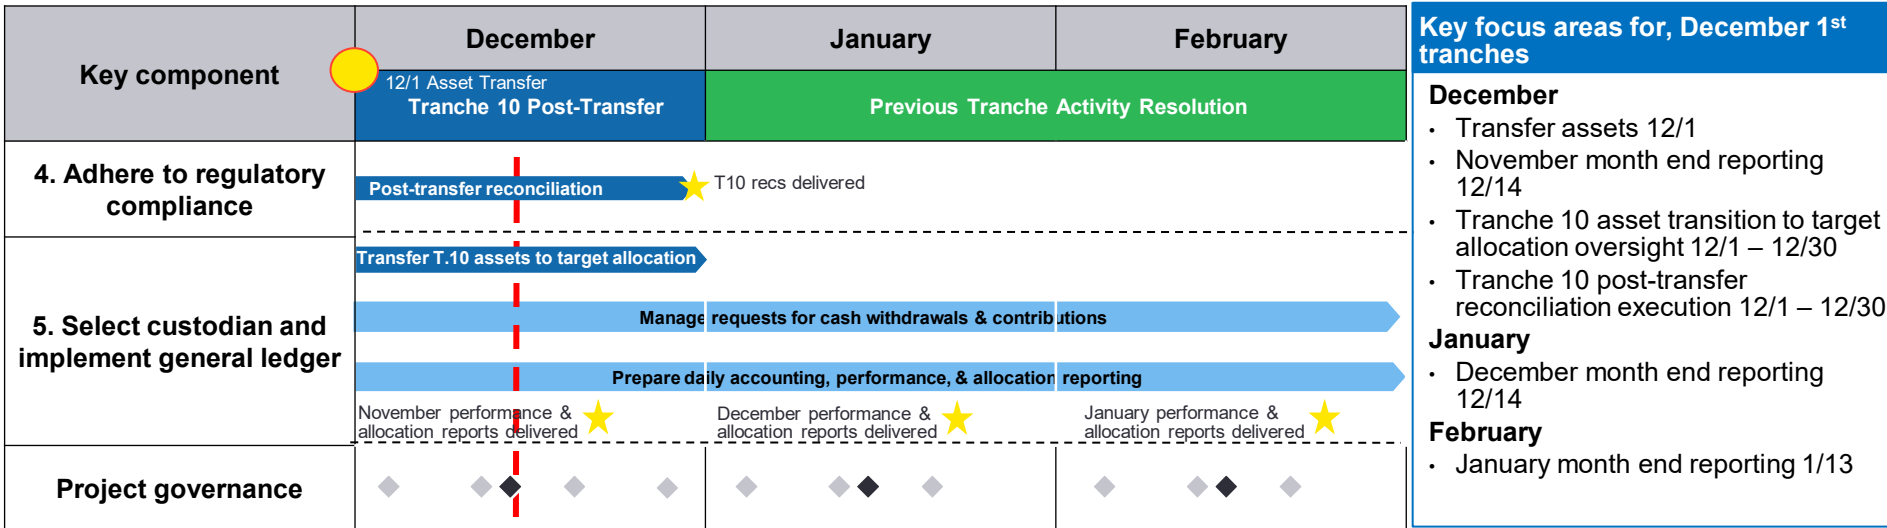 Key component
December
January
February
12/1 Asset Transfer
Tranche 10 Post-Transfer
Previous Tranche Activity Resolution
4. Adhere to regulatory
compliance
Post-transfer reconciliation
T10 recs delivered
5. Select custodian and
implement general ledger
Transfer T.10 assets to target allocation
Manage requests for cash withdrawals & contributions
Prepare daily accounting, performance, & allocation reporting
November performance &
allocation reports delivered
December performance &
allocation reports delivered
January performance &
allocation reports delivered
Project governance
Key focus areas for, December 1st
tranches
December
• Transfer assets 12/1
• November month end reporting
12/14
• Tranche 10 asset transition to target
allocation oversight 12/1 – 12/30
• Tranche 10 post-transfer
reconciliation execution 12/1 – 12/30
January
• December month end reporting
12/14
February
• January month end reporting 1/13